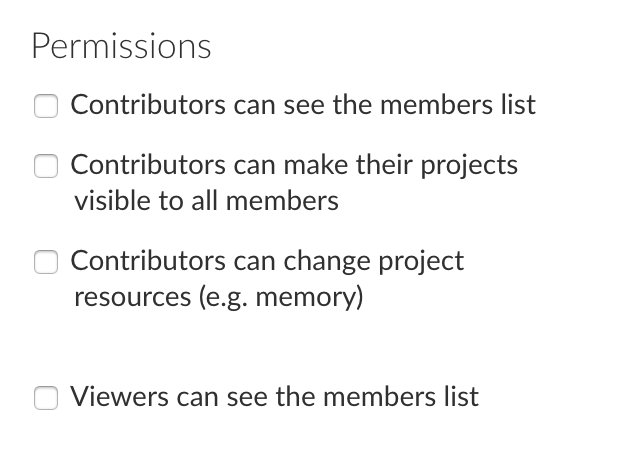 Permissions
Contributors can see the members list
Contributors can make their projects
visible to all members
Contributors can change project
resources (e.g. memory)
Viewers can see the members list